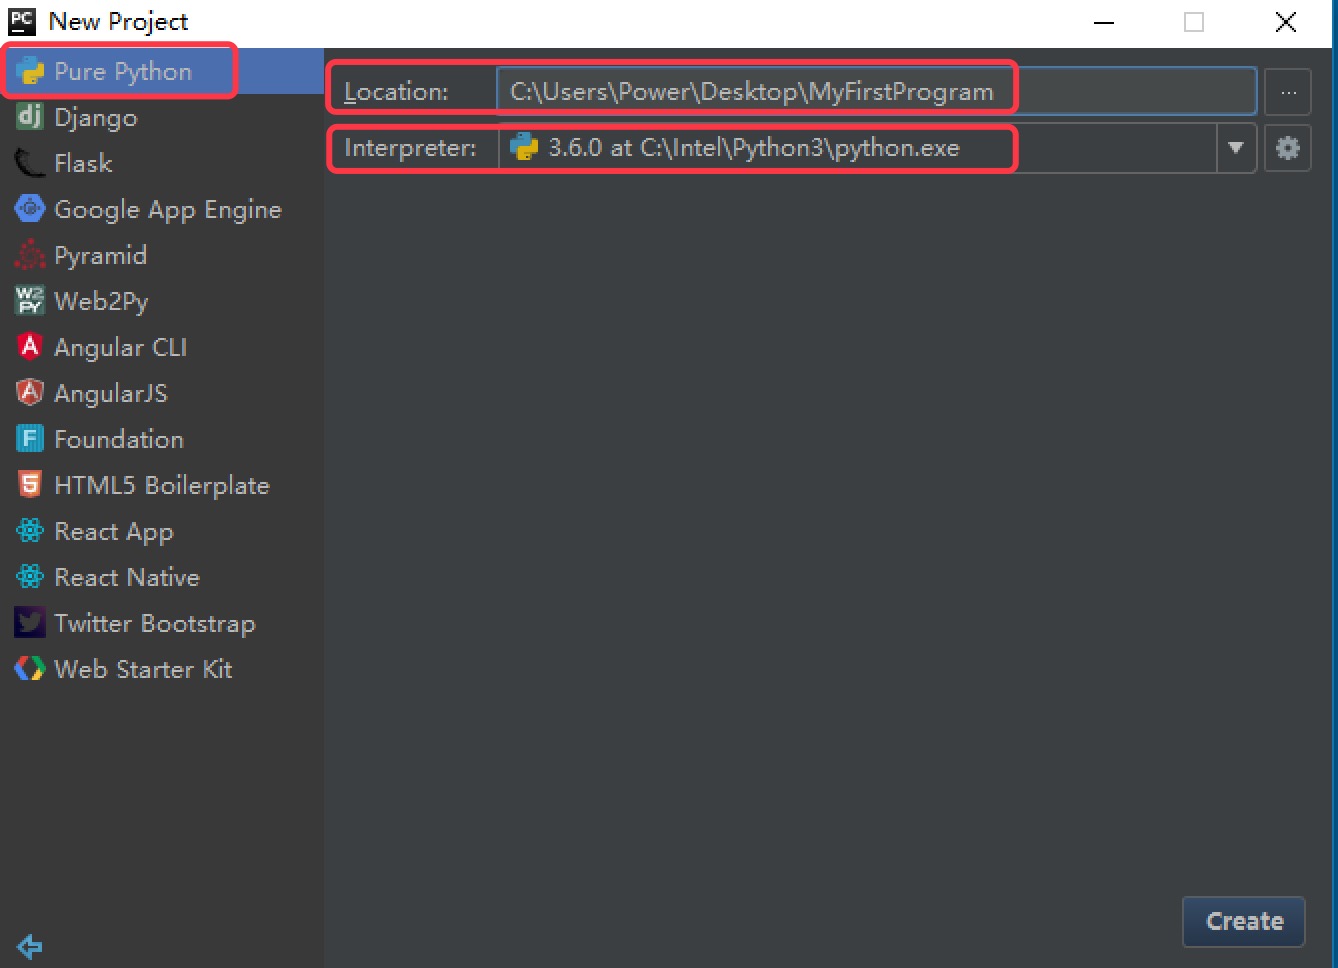 PC New Project
Pure Python
Location: C:\Users\Power\Desktop\MyFirstProgram ...
dj Django
Interpreter: 3.6.0 at C:\Intel\Python3\python.exe
Flask
Google App Engine
Pyramid
W2PY Web2Py
A Angular CLI
A AngularJS
F Foundation
5 HTML5 Boilerplate
React App
React Native
Twitter Bootstrap
Web Starter Kit
Create